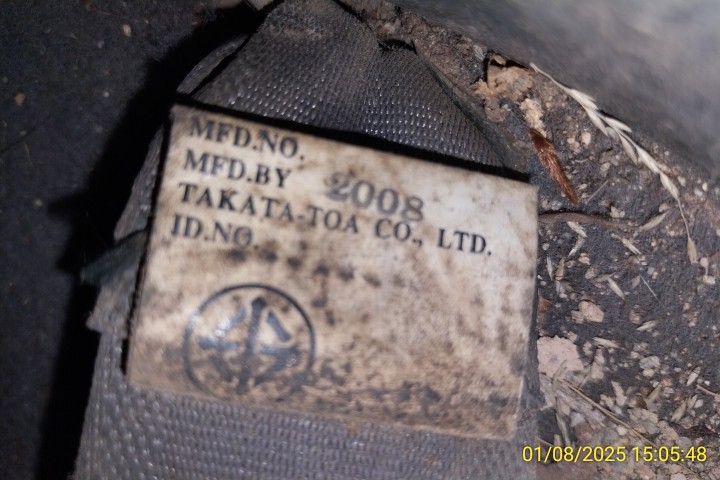 MFD.NO.
MFD.BY 2008
TAKATA-TOA CO., LTD.
ID.NO.
01/08/2025 15:05:48